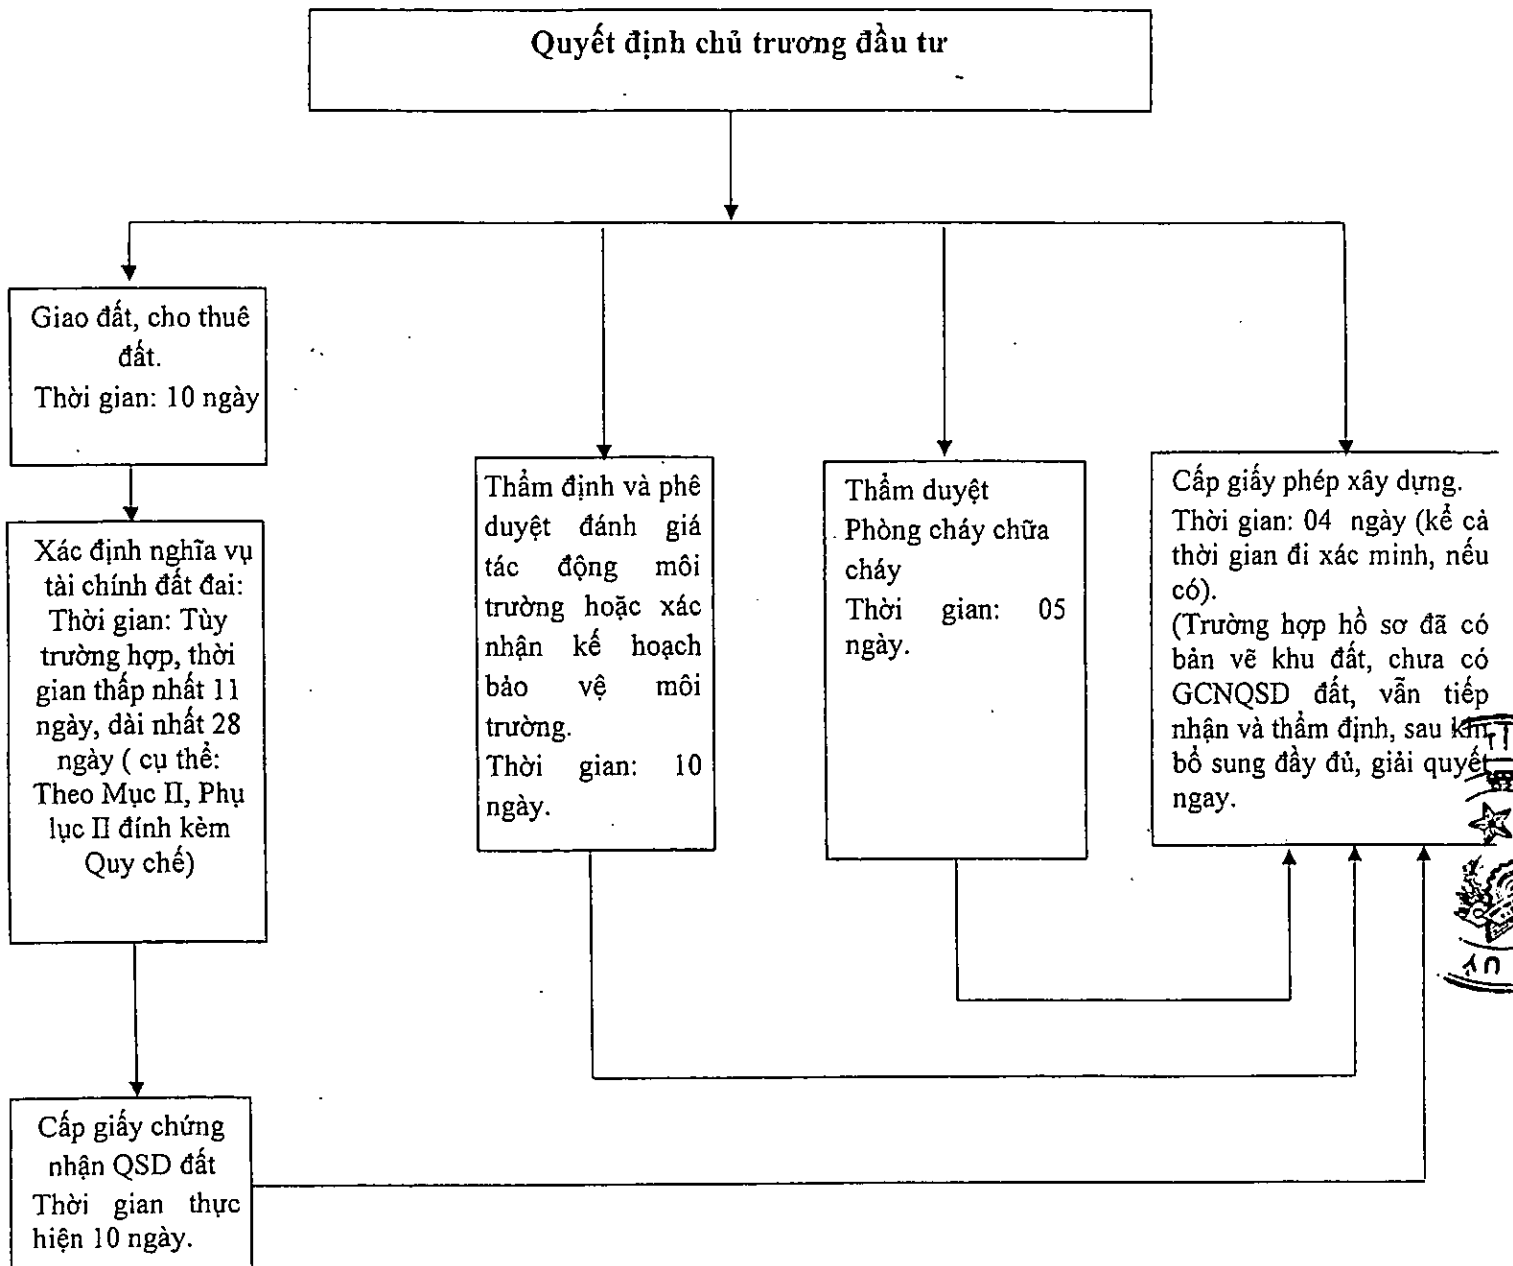 Quyết định chủ trương đầu tư
Giao đất, cho thuê
đất.
Thời gian: 10 ngày
Xác định nghĩa vụ
tài chính đất đai:
Thời gian: Tùy
trường hợp, thời
gian thấp nhất 11
ngày, dài nhất 28
ngày ( cụ thể:
Theo Mục II, Phụ
lục II đính kèm
Quy chế)
Cấp giấy chứng
nhận QSD đất
Thời gian thực
hiện 10 ngày.
Thẩm định và phê
duyệt đánh giá
tác động môi
trường hoặc xác
nhận kế hoạch
bảo vệ môi
trường.
Thời gian: 10
ngày.
Thẩm duyệt
Phòng cháy chữa
cháy
Thời gian: 05
ngày.
Cấp giấy phép xây dựng.
Thời gian: 04 ngày (kể cả
thời gian đi xác minh, nếu
có).
(Trường hợp hồ sơ đã có
bản vẽ khu đất, chưa có
GCNQSD đất, vẫn tiếp
nhận và thẩm định, sau khi
bổ sung đầy đủ, giải quyết
ngay.